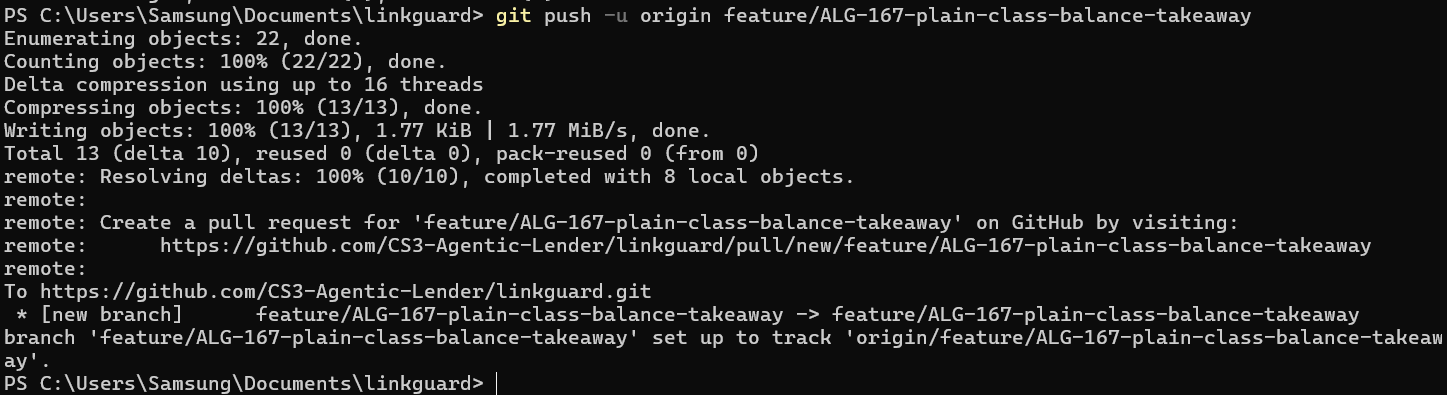 PS C:\Users\Samsung\Documents\linkguard> git push -u origin feature/ALG-167-plain-class-balance-takeaway
Enumerating objects: 22, done.
Counting objects: 100% (22/22), done.
Delta compression using up to 16 threads
Compressing objects: 100% (13/13), done.
Writing objects: 100% (13/13), 1.77 KiB | 1.77 MiB/s, done.
Total 13 (delta 10), reused 0 (delta 0), pack-reused 0 (from 0)
remote: Resolving deltas: 100% (10/10), completed with 8 local objects.
remote:
remote: Create a pull request for 'feature/ALG-167-plain-class-balance-takeaway' on GitHub by visiting:
remote:      https://github.com/CS3-Agentic-Lender/linkguard/pull/new/feature/ALG-167-plain-class-balance-takeaway
remote:
To https://github.com/CS3-Agentic-Lender/linkguard.git
 * [new branch]      feature/ALG-167-plain-class-balance-takeaway -> feature/ALG-167-plain-class-balance-takeaway
branch 'feature/ALG-167-plain-class-balance-takeaway' set up to track 'origin/feature/ALG-167-plain-class-balance-takeaw
ay'.
PS C:\Users\Samsung\Documents\linkguard>